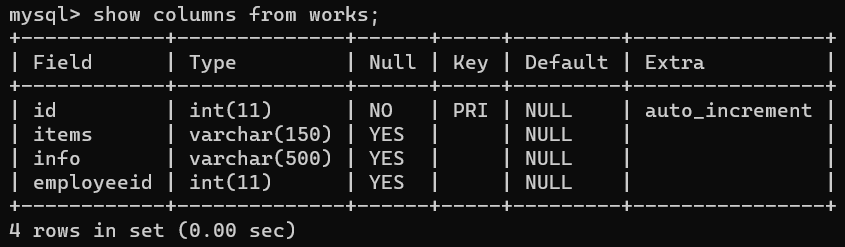 mysql> show columns from works;
+------------+--------------+------+-----+---------+----------------+
| Field      | Type         | Null | Key | Default | Extra          |
+------------+--------------+------+-----+---------+----------------+
| id         | int(11)      | NO   | PRI | NULL    | auto_increment |
| items      | varchar(150) | YES  |     | NULL    |                |
| info       | varchar(500) | YES  |     | NULL    |                |
| employeeid | int(11)      | YES  |     | NULL    |                |
+------------+--------------+------+-----+---------+----------------+
4 rows in set (0.00 sec)